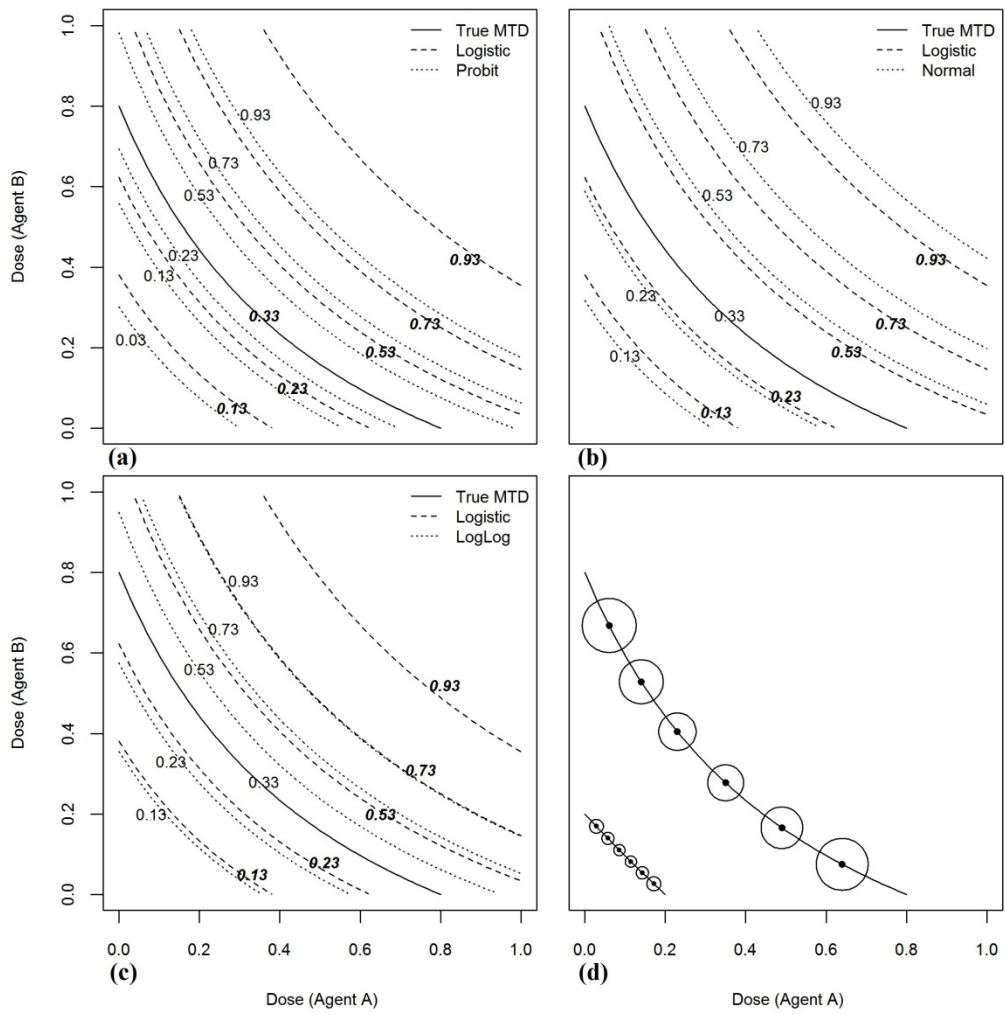 Dose (Agent B)
1.0
0.8
0.6
0.4
0.2
0.0
True MTD
Logistic
Probit
0.93
0.73
0.53
0.23
0.13
0.03
0.33
0.93
0.73
0.53
0.23
0.13
(a)
True MTD
Logistic
Normal
0.93
0.73
0.53
0.33
0.23
0.13
0.93
0.73
0.53
0.23
0.13
(b)
Dose (Agent B)
1.0
0.8
0.6
0.4
0.2
0.0
True MTD
Logistic
LogLog
0.93
0.73
0.53
0.33
0.23
0.13
0.93
0.73
0.53
0.23
0.13
0.0 0.2 0.4 0.6 0.8 1.0
(c)
Dose (Agent A)
0.0 0.2 0.4 0.6 0.8 1.0
(d)
Dose (Agent A)